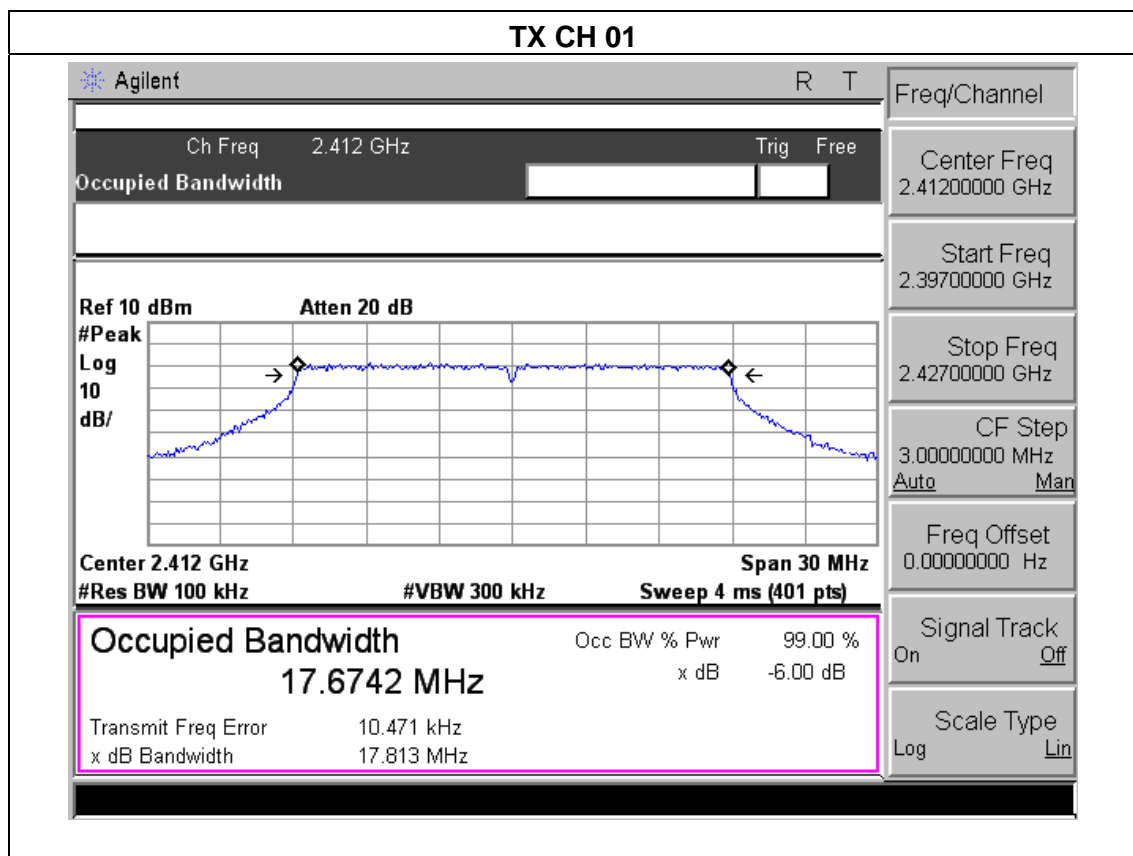 TX CH 01
Agilent R T
Freq/Channel
Ch Freq 2.412 GHz Trig Free
Occupied Bandwidth
Center Freq
2.41200000 GHz
Start Freq
2.39700000 GHz
Stop Freq
2.42700000 GHz
CF Step
3.00000000 MHz
Auto Man
Freq Offset
0.00000000 Hz
Signal Track
On Off
Scale Type
Log Lin
Ref 10 dBm Atten 20 dB
#Peak
Log
10
dB/
Center 2.412 GHz Span 30 MHz
#Res BW 100 kHz #VBW 300 kHz Sweep 4 ms (401 pts)
Occupied Bandwidth Occ BW % Pwr 99.00 %
17.6742 MHz x dB -6.00 dB
Transmit Freq Error 10.471 kHz
x dB Bandwidth 17.813 MHz